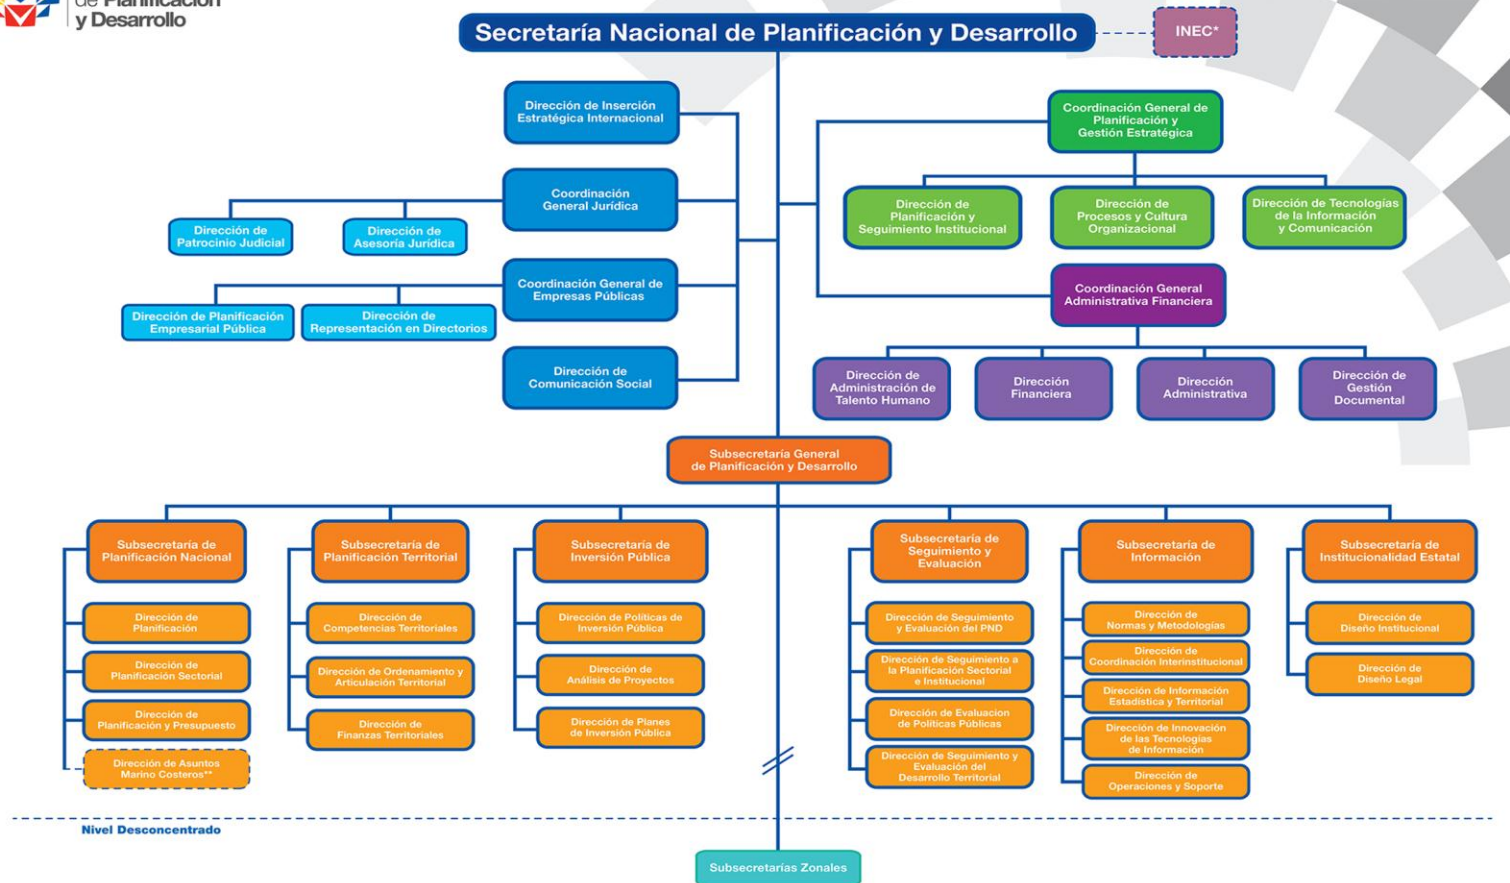 de Planificación
y Desarrollo
Secretaría Nacional de Planificación y Desarrollo
INEC*
Dirección de Inserción
Estratégica Internacional
Coordinación
General Jurídica
Dirección de
Patrocinio Judicial
Dirección de
Asesoría Jurídica
Coordinación General de
Empresas Públicas
Dirección de Planificación
Empresarial Pública
Dirección de
Representación en Directorios
Dirección de
Comunicación Social
Coordinación General de
Planificación y
Gestión Estratégica
Dirección de
Planificación y
Seguimiento Institucional
Dirección de
Procesos y Cultura
Organizacional
Dirección de Tecnologías
de la Información
y Comunicación
Coordinación General
Administrativa Financiera
Dirección de
Administración de
Talento Humano
Dirección
Financiera
Dirección
Administrativa
Dirección de
Gestión
Documental
Subsecretaría General
de Planificación y Desarrollo
Subsecretaría de
Planificación Nacional
Dirección de
Planificación
Dirección de
Planificación Sectorial
Dirección de
Planificación y Presupuesto
Dirección de Asuntos
Marino Costeros**
Subsecretaría de
Planificación Territorial
Dirección de
Competencias Territoriales
Dirección de Ordenamiento y
Articulación Territorial
Dirección de
Finanzas Territoriales
Subsecretaría de
Inversión Pública
Dirección de Políticas de
Inversión Pública
Dirección de
Análisis de Proyectos
Dirección de Planes
de Inversión Pública
Subsecretaría de
Seguimiento y
Evaluación
Dirección de Seguimiento
y Evaluación del PND
Dirección de Seguimiento a
la Planificación Sectorial
e Institucional
Dirección de Evaluacion
de Políticas Públicas
Dirección de Seguimiento y
Evaluación del
Desarrollo Territorial
Subsecretaría de
Información
Dirección de
Normas y Metodologías
Dirección de
Coordinación Interinstitucional
Dirección de Información
Estadística y Territorial
Dirección de Innovación
de las Tecnologías
de Información
Dirección de
Operaciones y Soporte
Subsecretaría de
Institucionalidad Estatal
Dirección de
Diseño Institucional
Dirección de
Diseño Legal
Nivel Desconcentrado
Subsecretarías Zonales